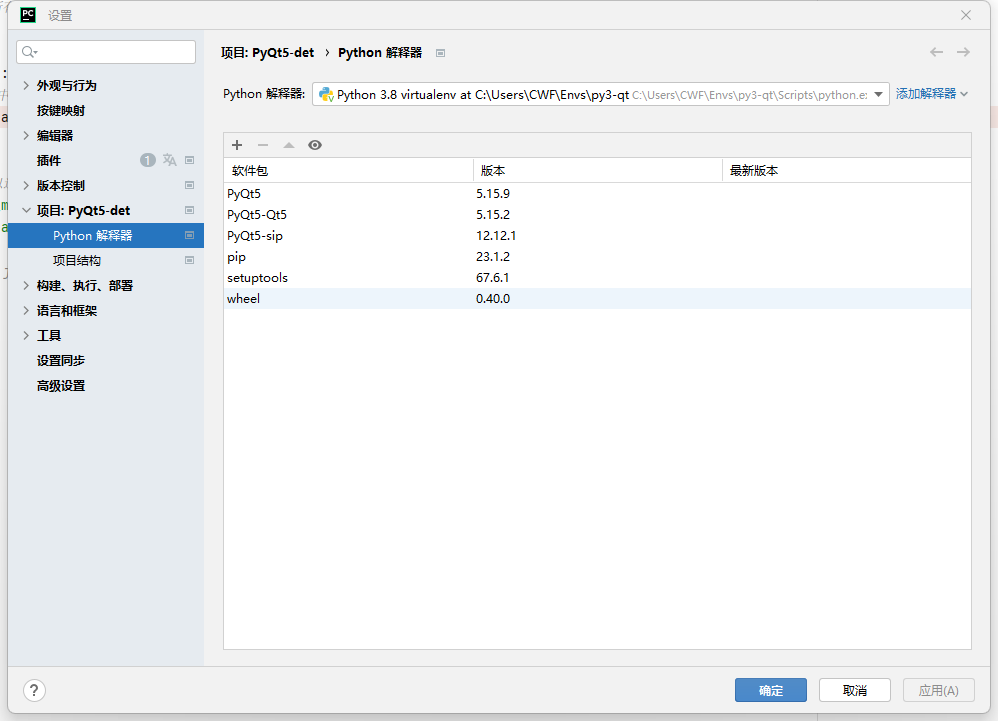 PC 设置
项目: PyQt5-det › Python 解释器
外观与行为
按键映射
编辑器
插件 1
版本控制
项目: PyQt5-det
Python 解释器
项目结构
构建、执行、部署
语言和框架
工具
设置同步
高级设置
Python 解释器: Python 3.8 virtualenv at C:\Users\CWF\Envs\py3-qt C:\Users\CWF\Envs\py3-qt\Scripts\python.e: 添加解释器
软件包 版本 最新版本
PyQt5 5.15.9
PyQt5-Qt5 5.15.2
PyQt5-sip 12.12.1
pip 23.1.2
setuptools 67.6.1
wheel 0.40.0
? 确定 取消 应用(A)